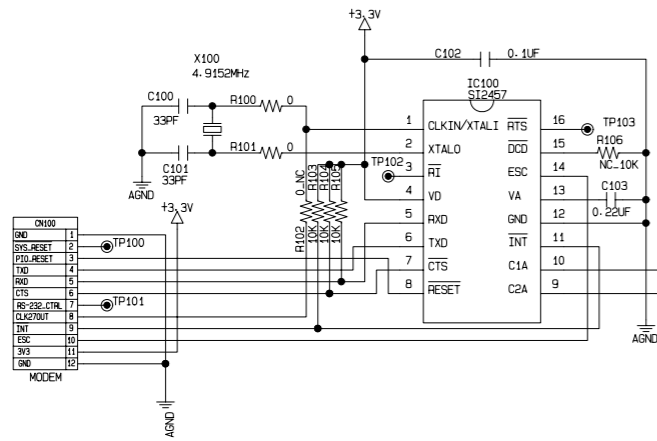 +3.3V
C102 0.1UF
X100
4.9152MHz
IC100
SI2457
C100
33PF
R100 0
1 CLKIN/XTALI RTS 16
TP103
R106
NC_10K
R101 0
2 XTALO DCD 15
C101
33PF
TP102
3 RI ESC 14
AGND
+3.3V
0_NC
R103
R104
R105
4 VD VA 13
C103
0.22UF
R102
10K
10K
10K
5 RXD GND 12
6 TXD INT 11
7 CTS C1A 10
8 RESET C2A 9
AGND
CN100
GND 1
SYS_RESET 2
TP100
PIO_RESET 3
TXD 4
RXD 5
CTS 6
RS-232_CTRL 7
TP101
CLK27OUT 8
INT 9
ESC 10
3V3 11
GND 12
MODEM
AGND